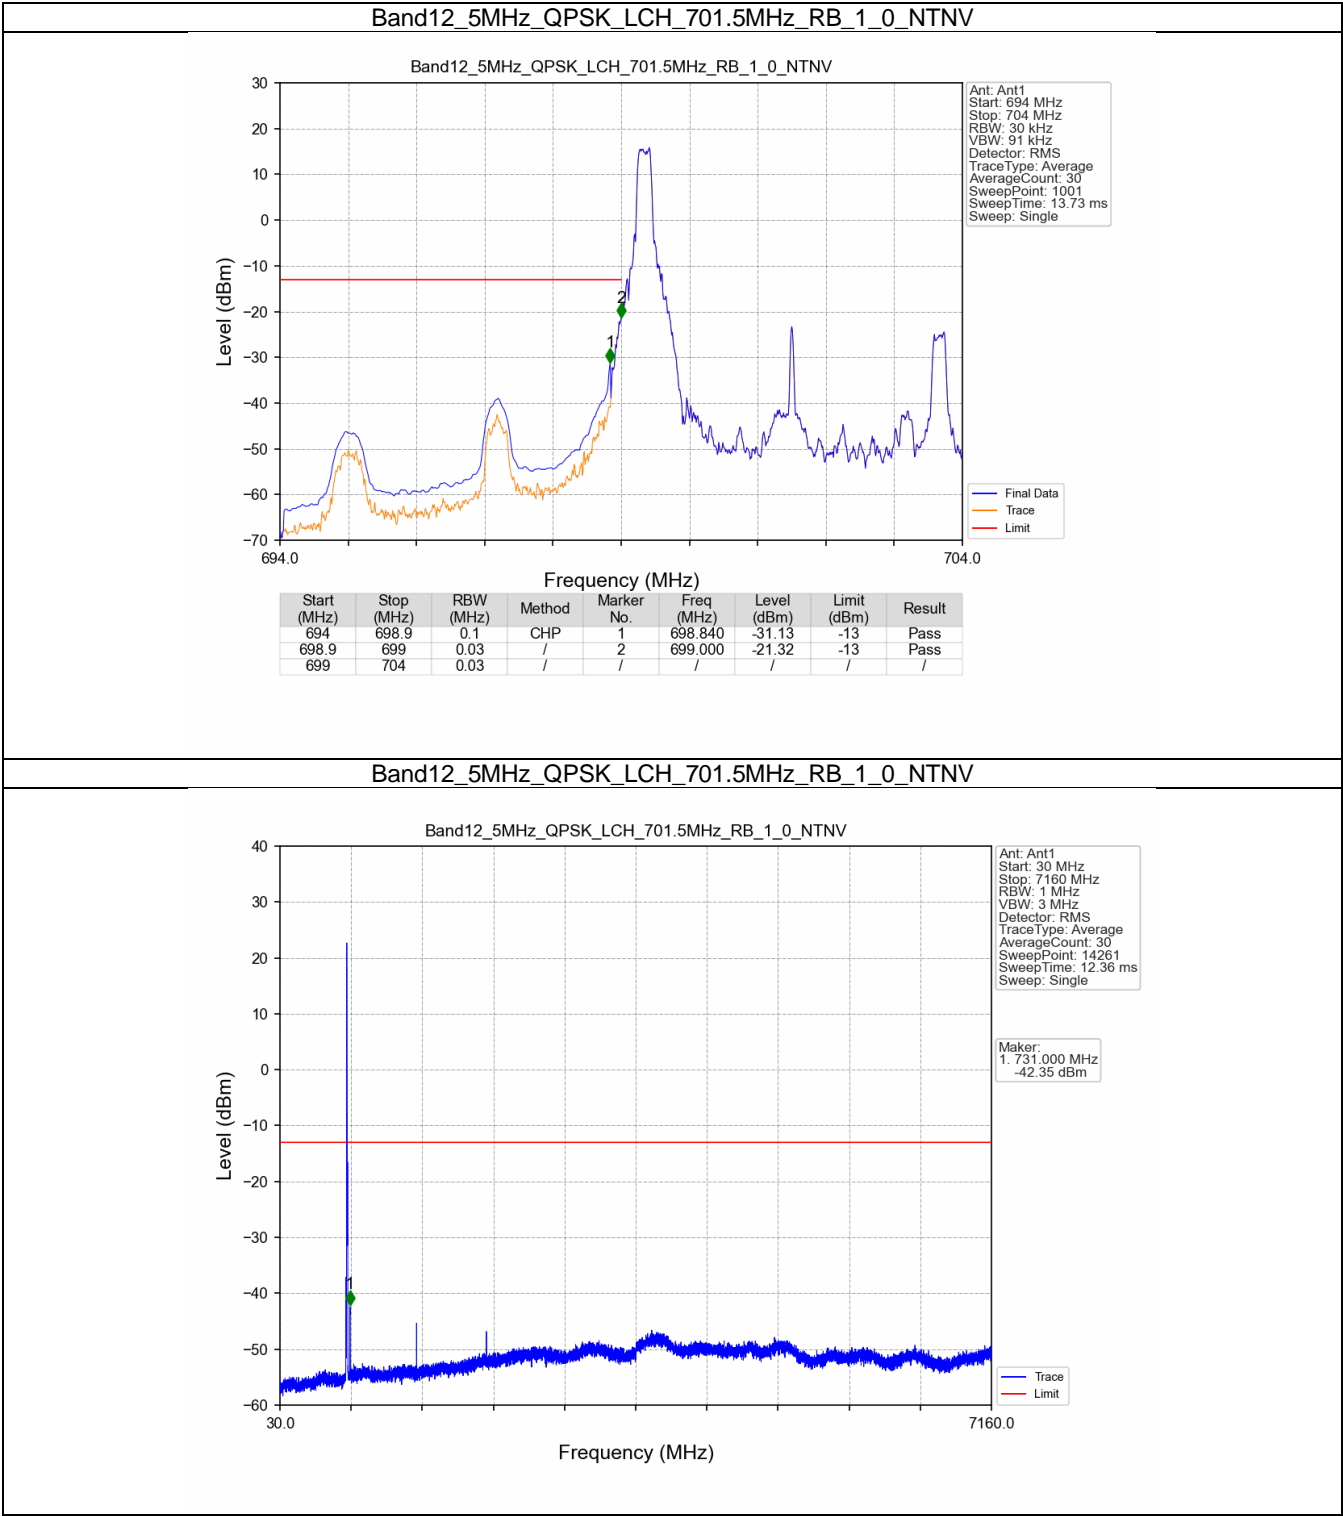 Band12_5MHz_QPSK_LCH_701.5MHz_RB_1_0_NTNV
Band12_5MHz_QPSK_LCH_701.5MHz_RB_1_0_NTNV
30
20
10
0
−10
−20
−30
−40
−50
−60
−70
Level (dBm)
1
2
694.0
704.0
Frequency (MHz)
Ant: Ant1
Start: 694 MHz
Stop: 704 MHz
RBW: 30 kHz
VBW: 91 kHz
Detector: RMS
TraceType: Average
AverageCount: 30
SweepPoint: 1001
SweepTime: 13.73 ms
Sweep: Single
Final Data
Trace
Limit
Start (MHz) Stop (MHz) RBW (MHz) Method Marker No. Freq (MHz) Level (dBm) Limit (dBm) Result
694 698.9 0.1 CHP 1 698.840 -31.13 -13 Pass
698.9 699 0.03 / 2 699.000 -21.32 -13 Pass
699 704 0.03 / / / / / /
Band12_5MHz_QPSK_LCH_701.5MHz_RB_1_0_NTNV
Band12_5MHz_QPSK_LCH_701.5MHz_RB_1_0_NTNV
40
30
20
10
0
−10
−20
−30
−40
−50
−60
Level (dBm)
1
30.0
7160.0
Frequency (MHz)
Ant: Ant1
Start: 30 MHz
Stop: 7160 MHz
RBW: 1 MHz
VBW: 3 MHz
Detector: RMS
TraceType: Average
AverageCount: 30
SweepPoint: 14261
SweepTime: 12.36 ms
Sweep: Single
Maker:
1. 731.000 MHz
-42.35 dBm
Trace
Limit